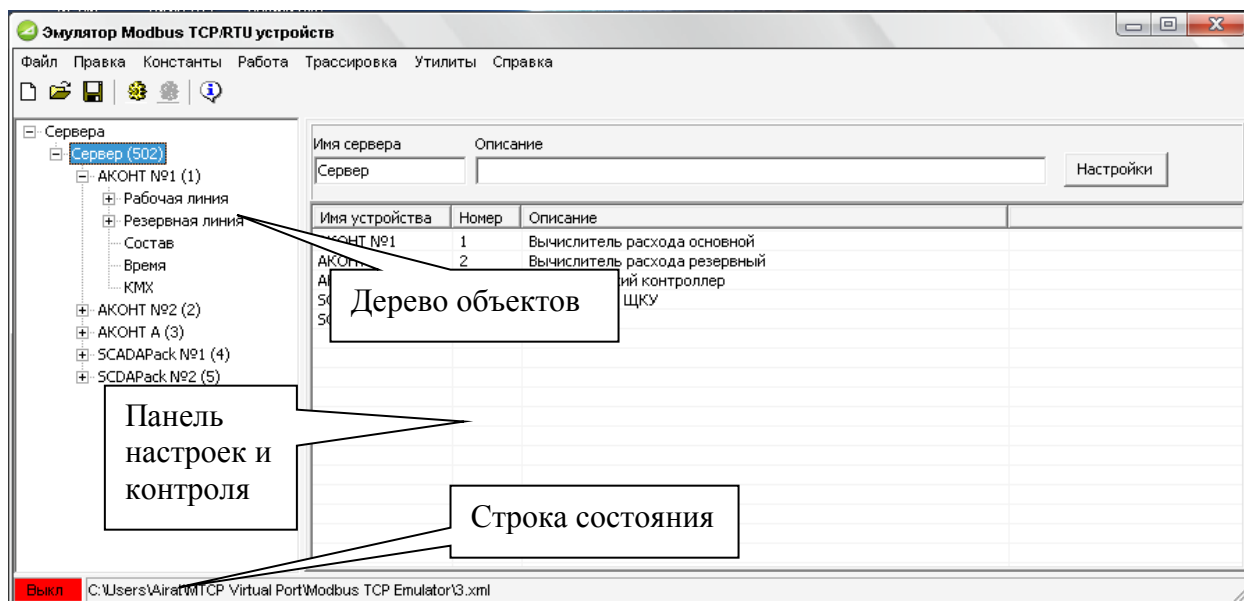 Эмулятор Modbus TCP/RTU устройств
Файл Правка Константы Работа Трассировка Утилиты Справка
Сервера
Сервер (502)
АКОНТ №1 (1)
Рабочая линия
Резервная линия
Состав
Время
КМХ
АКОНТ №2 (2)
АКОНТ А (3)
SCADAPack №1 (4)
SCDAPack №2 (5)
Имя сервера Описание
Сервер
Настройки
Имя устройства Номер Описание
№1 1 Вычислитель расхода основной
2 Вычислитель расхода резервный
контроллер
ЩКУ
Дерево объектов
Панель
настроек и
контроля
Строка состояния
Выкл C:\Users\Airat\MTCP Virtual Port\Modbus TCP Emulator\3.xml